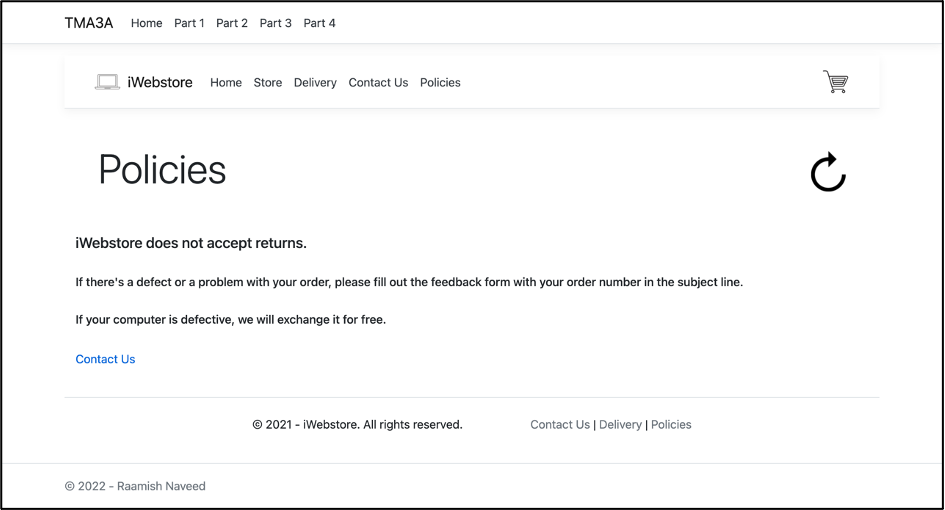 TMA3A Home Part 1 Part 2 Part 3 Part 4
iWebstore Home Store Delivery Contact Us Policies
Policies
iWebstore does not accept returns.
If there's a defect or a problem with your order, please fill out the feedback form with your order number in the subject line.
If your computer is defective, we will exchange it for free.
Contact Us
© 2021 - iWebstore. All rights reserved. Contact Us | Delivery | Policies
© 2022 - Raamish Naveed